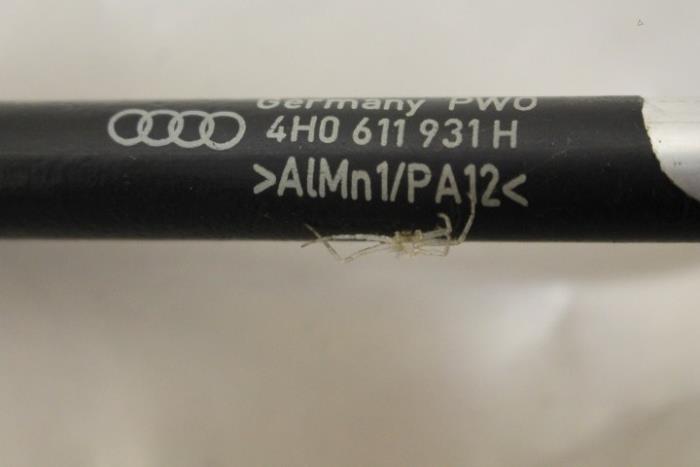 Germany PWO
4H0 611 931 H
>AlMn1/PA12<